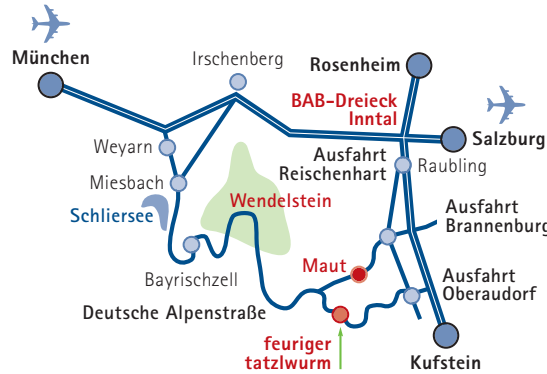 München
Irschenberg
Rosenheim
BAB-Dreieck
Inntal
Salzburg
Weyarn
Ausfahrt
Reischenhart
Raubling
Miesbach
Schliersee
Wendelstein
Ausfahrt
Brannenburg
Bayrischzell
Maut
Ausfahrt
Oberaudorf
Deutsche Alpenstraße
feuriger
tatzlwurm
Kufstein